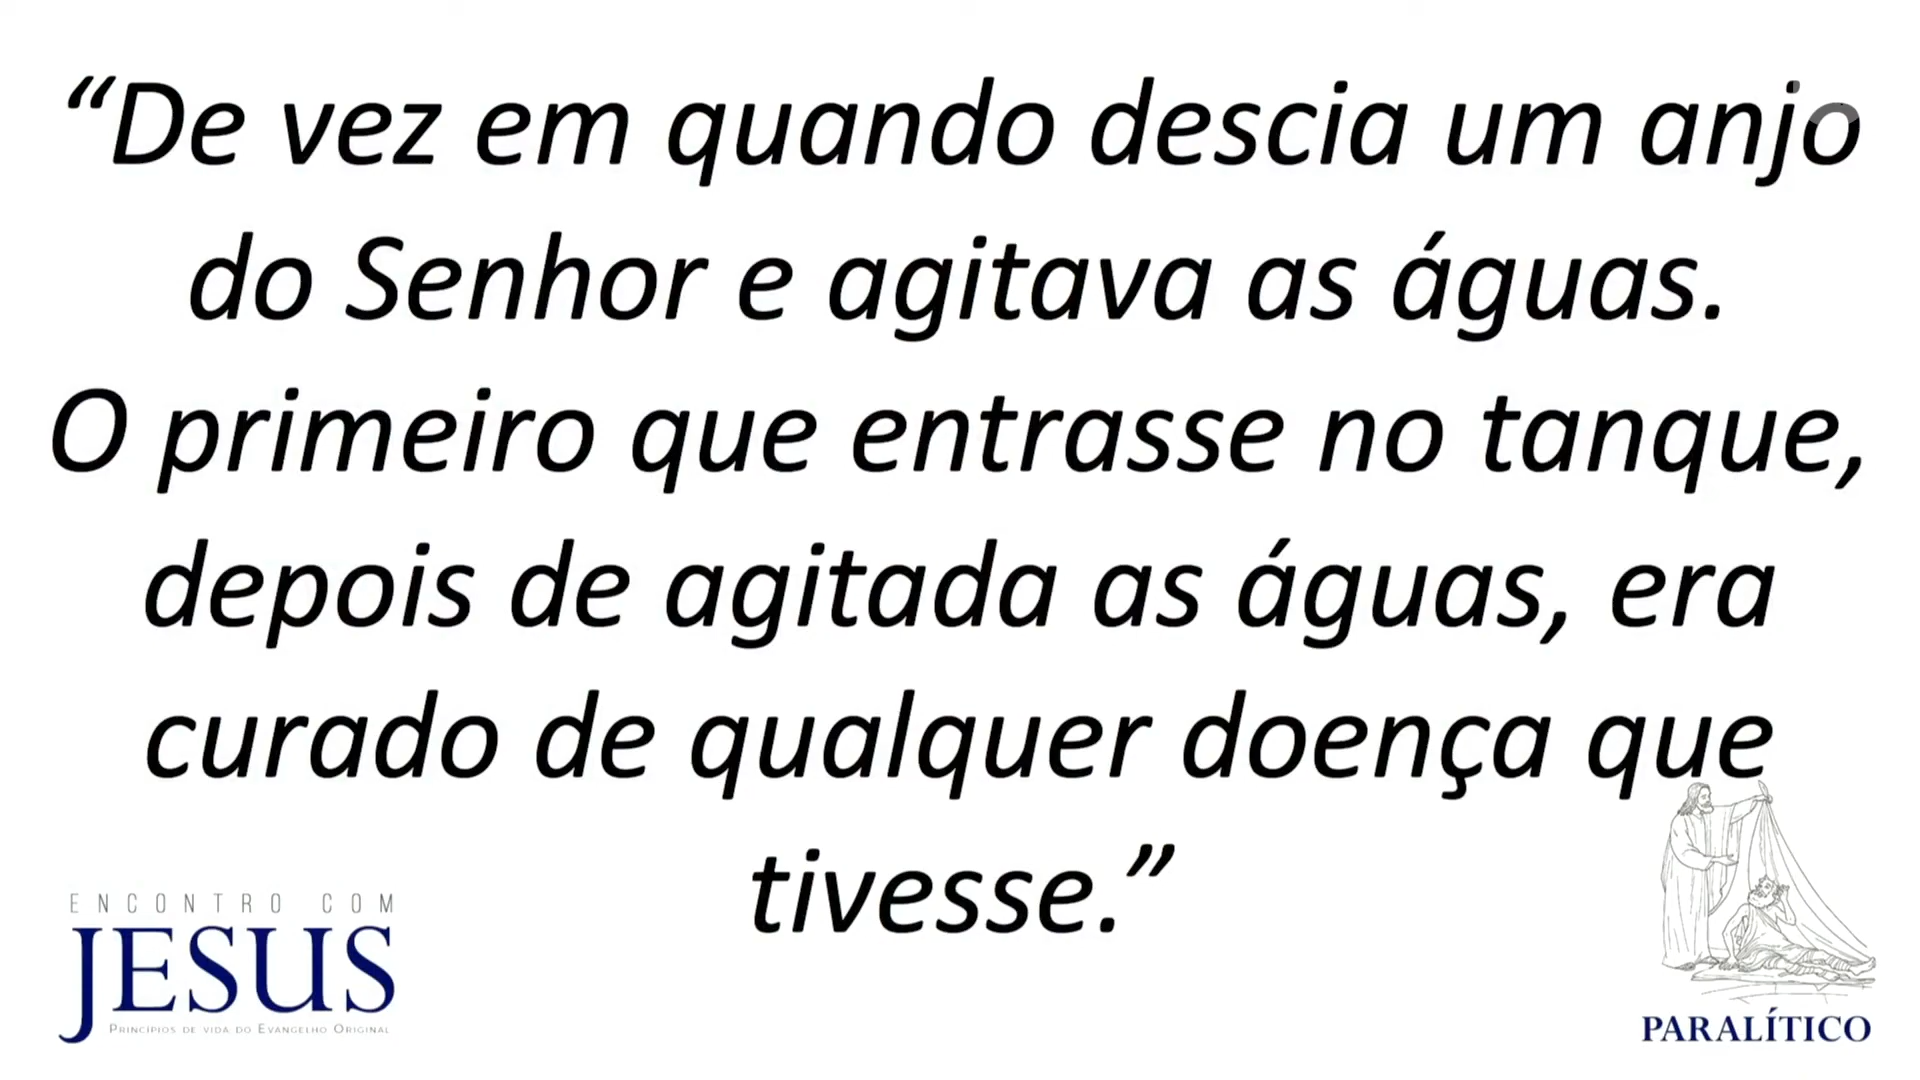 “De vez em quando descia um anjo
do Senhor e agitava as águas.
O primeiro que entrasse no tanque,
depois de agitada as águas, era
curado de qualquer doença que
tivesse.”
ENCONTRO COM
JESUS
PRINCÍPIOS DE VIDA DO EVANGELHO ORIGINAL
PARALÍTICO